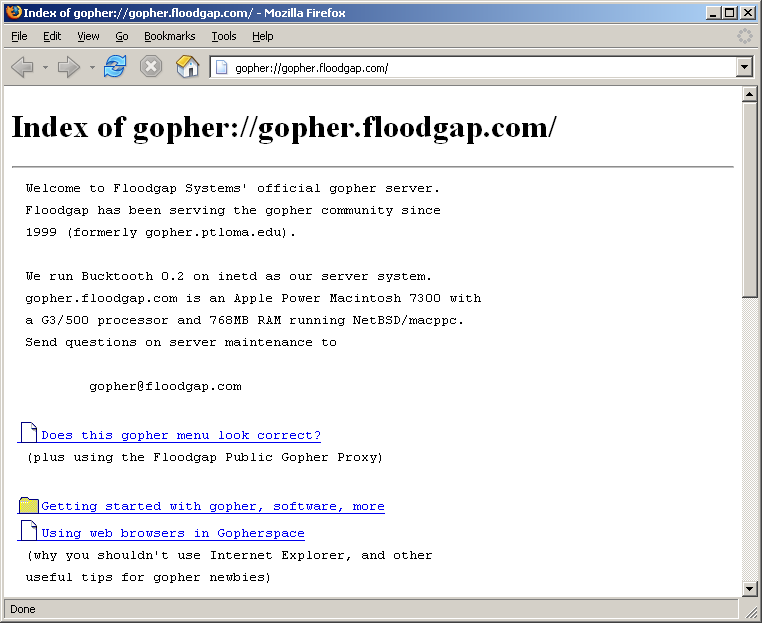 Index of gopher://gopher.floodgap.com/ - Mozilla Firefox
File Edit View Go Bookmarks Tools Help
gopher://gopher.floodgap.com/
Index of gopher://gopher.floodgap.com/
Welcome to Floodgap Systems' official gopher server.
Floodgap has been serving the gopher community since
1999 (formerly gopher.ptloma.edu).
We run Bucktooth 0.2 on inetd as our server system.
gopher.floodgap.com is an Apple Power Macintosh 7300 with
a G3/500 processor and 768MB RAM running NetBSD/macppc.
Send questions on server maintenance to
gopher@floodgap.com
Does this gopher menu look correct?
(plus using the Floodgap Public Gopher Proxy)
Getting started with gopher, software, more
Using web browsers in Gopherspace
(why you shouldn't use Internet Explorer, and other
useful tips for gopher newbies)
Done